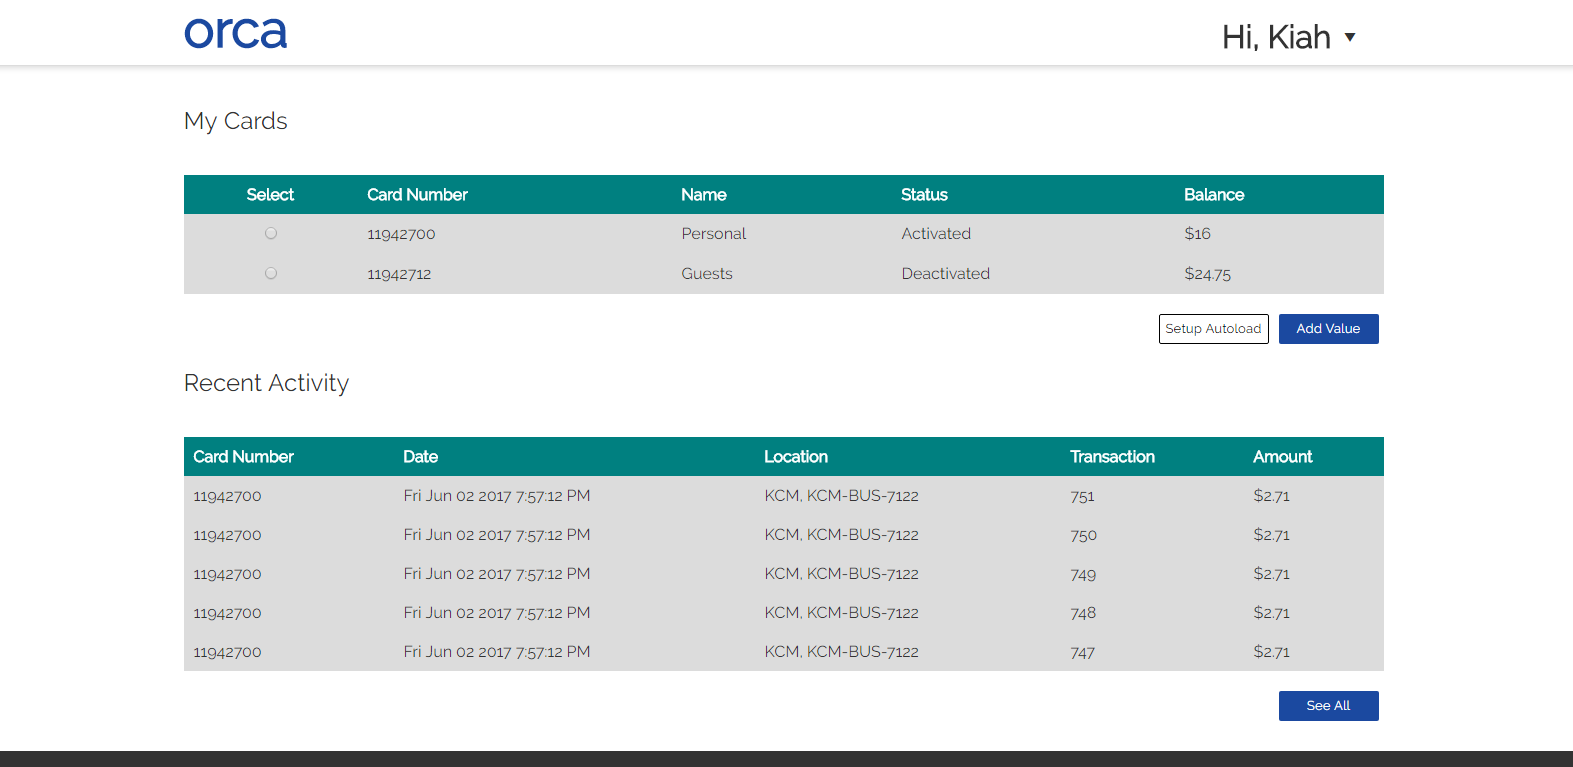 orca
Hi, Kiah
My Cards
Select Card Number Name Status Balance
11942700 Personal Activated $16
11942712 Guests Deactivated $24.75
Setup Autoload Add Value
Recent Activity
Card Number Date Location Transaction Amount
11942700 Fri Jun 02 2017 7:57:12 PM KCM, KCM-BUS-7122 751 $2.71
11942700 Fri Jun 02 2017 7:57:12 PM KCM, KCM-BUS-7122 750 $2.71
11942700 Fri Jun 02 2017 7:57:12 PM KCM, KCM-BUS-7122 749 $2.71
11942700 Fri Jun 02 2017 7:57:12 PM KCM, KCM-BUS-7122 748 $2.71
11942700 Fri Jun 02 2017 7:57:12 PM KCM, KCM-BUS-7122 747 $2.71
See All